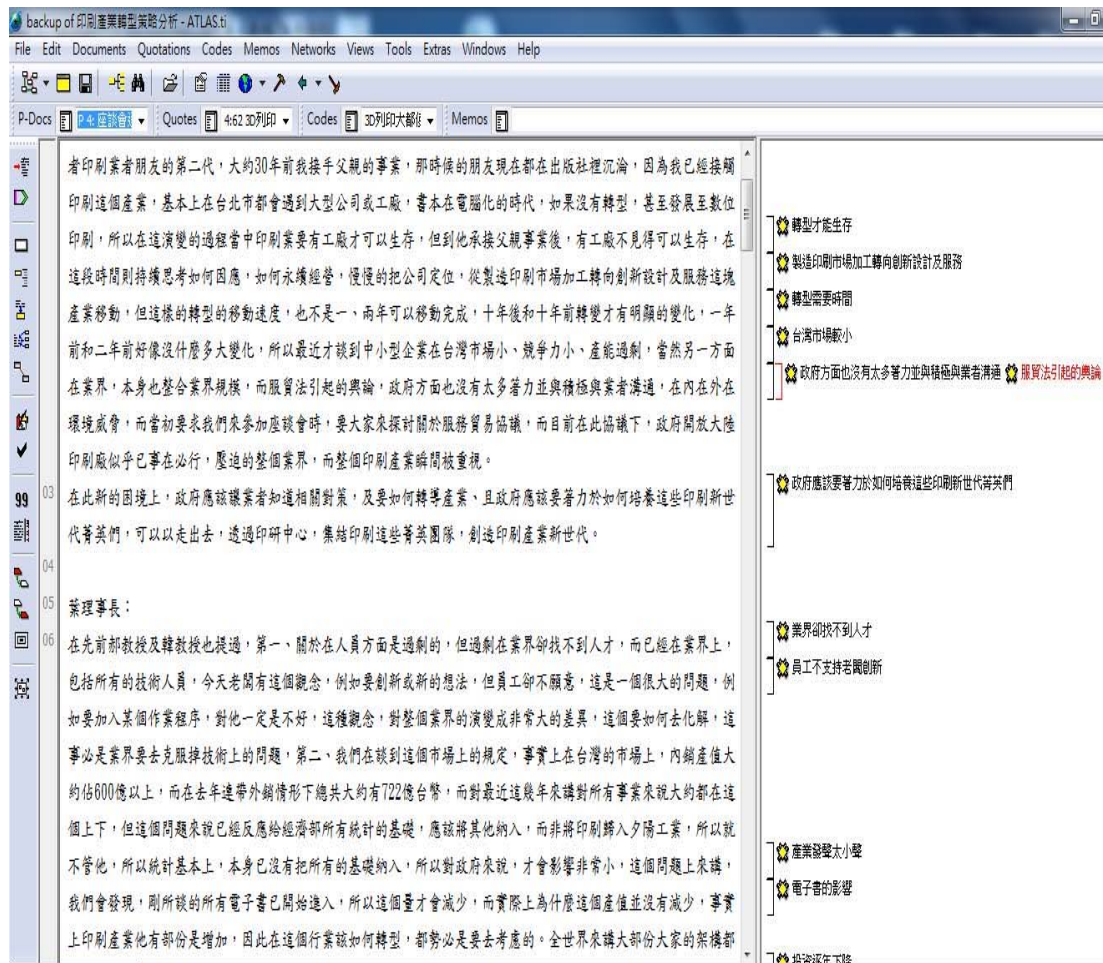 backup of 印刷產業轉型策略分析 - ATLAS.ti
File Edit Documents Quotations Codes Memos Networks Views Tools Extras Windows Help
P-Docs P 4: 座談會 Quotes 4:62 3D列印 Codes 3D列印大都 Memos
者印刷業者朋友的第二代，大約30年前我接手父親的事業，那時候的朋友現在都在出版社裡沉淪，因為我已經接觸
印刷這個產業，基本上在台北市都會遇到大型公司或工廠，書本在電腦化的時代，如果沒有轉型，甚至發展至數位
印刷，所以在這演變的過程當中印刷業要有工廠才可以生存，但到他承接父親事業後，有工廠不見得可以生存，在
這段時間則持續思考如何因應，如何永續經營，慢慢的把公司定位，從製造印刷市場加工轉向創新設計及服務這塊
產業移動，但這樣的轉型的移動速度，也不是一、兩年可以移動完成，十年後和十年前轉變才有明顯的變化，一年
前和二年前好像沒什麼多大變化，所以最近才談到中小型企業在台灣市場小、競爭力小、產能過剩，當然另一方面
在業界，本身也整合業界規模，而服貿法引起的輿論，政府方面也沒有太多著力並與積極與業者溝通，在內在外在
環境威脅，而當初要求我們來參加座談會時，要大家來探討關於服務貿易協議，而目前在此協議下，政府開放大陸
印刷廠似乎已事在必行，壓迫的整個業界，而整個印刷產業瞬間被重視。
03 在此新的困境上，政府應該讓業者知道相關對策，及要如何轉導產業、且政府應該要著力於如何培養這些印刷新世
代菁英們，可以以走出去，透過印研中心，集結印刷這些菁英團隊，創造印刷產業新世代。
04
05 葉理事長：
06 在先前郝教授及韓教授也提過，第一、關於在人員方面是過剩的，但過剩在業界卻找不到人才，而已經在業界上，
包括所有的技術人員，今天老闆有這個觀念，例如要創新或新的想法，但員工卻不願意，這是一個很大的問題，例
如要加入某個作業程序，對他一定是不好，這種觀念，對整個業界的演變成非常大的差異，這個要如何去化解，這
事必是業界要去克服掉技術上的問題，第二、我們在談到這個市場上的規定，事實上在台灣的市場上，內銷產值大
約佔600億以上，而在去年連帶外銷情形下總共大約有722億台幣，而對最近這幾年來講對所有事業來說大約都在這
個上下，但這個問題來說已經反應給經濟部所有統計的基礎，應該將其他納入，而非將印刷歸入夕陽工業，所以就
不管他，所以統計基本上，本身已沒有把所有的基礎納入，所以對政府來說，才會影響非常小，這個問題上來講，
我們會發現，剛所談的所有電子書已開始進入，所以這個量才會減少，而實際上為什麼這個產值並沒有減少，事實
上印刷產業他有部份是增加，因此在這個行業該如何轉型，都勢必是要去考慮的。全世界來講大部份大家的架構都
轉型才能生存
製造印刷市場加工轉向創新設計及服務
轉型需要時間
台灣市場較小
政府方面也沒有太多著力並與積極與業者溝通 服貿法引起的輿論
政府應該要著力於如何培養這些印刷新世代菁英們
業界卻找不到人才
員工不支持老闆創新
產業發聲太小聲
電子書的影響
投資逐年下降